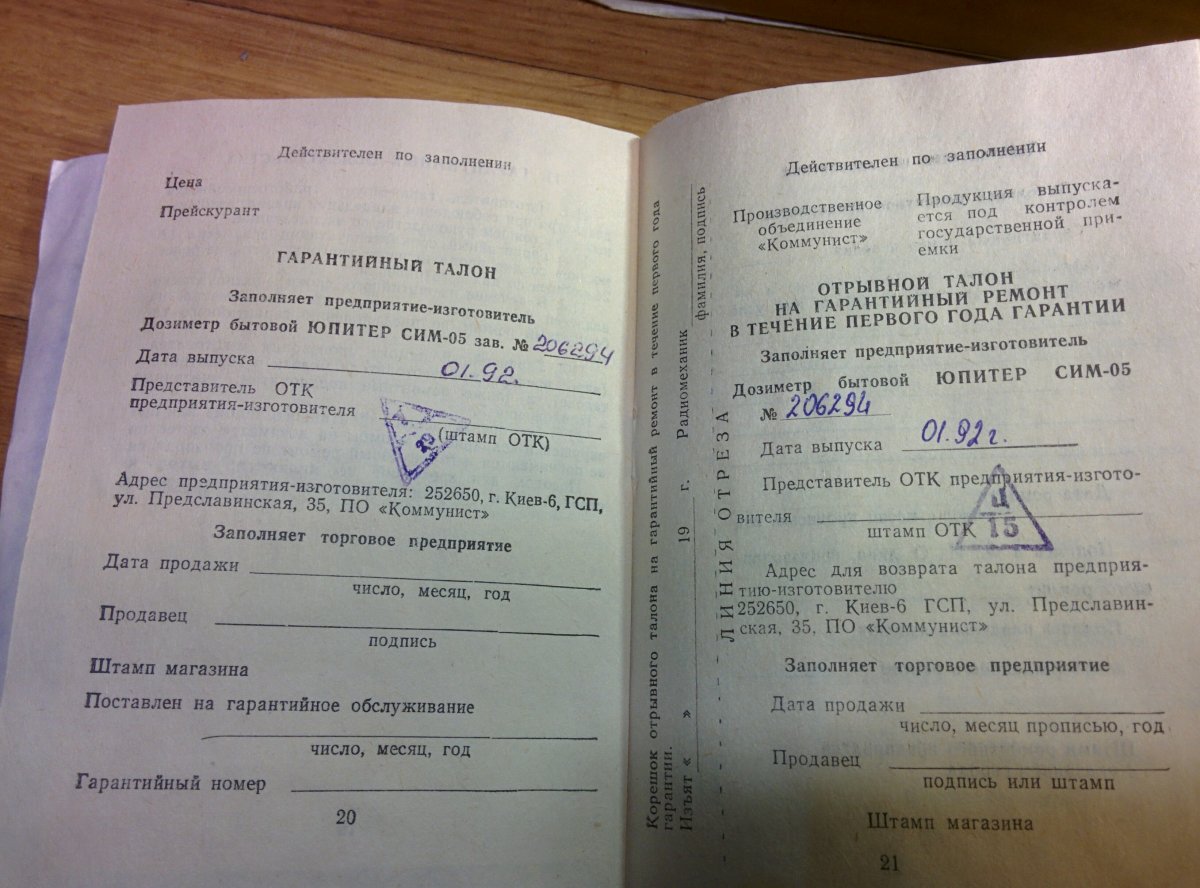 Действителен по заполнении
Цена
Прейскурант
ГАРАНТИЙНЫЙ ТАЛОН
Заполняет предприятие-изготовитель
Дозиметр бытовой ЮПИТЕР СИМ-05 зав. № 206294
Дата выпуска 01.92.
Представитель ОТК
предприятия-изготовителя
29
(штамп ОТК)
Адрес предприятия-изготовителя: 252650, г. Киев-6, ГСП,
ул. Предславинская, 35, ПО «Коммунист»
Заполняет торговое предприятие
Дата продажи
число, месяц, год
Продавец
подпись
Штамп магазина
Поставлен на гарантийное обслуживание
число, месяц, год
Гарантийный номер
20
Корешок отрывного талона на гарантийный ремонт в течение первого года
гарантии.
Изъят « » 19 г. Радиомеханик
фамилия, подпись
ЛИНИЯ ОТРЕЗА
Действителен по заполнении
Производственное
объединение
«Коммунист»
Продукция выпуска-
ется под контролем
государственной при-
емки
ОТРЫВНОЙ ТАЛОН
НА ГАРАНТИЙНЫЙ РЕМОНТ
В ТЕЧЕНИЕ ПЕРВОГО ГОДА ГАРАНТИИ
Заполняет предприятие-изготовитель
Дозиметр бытовой ЮПИТЕР СИМ-05
№ 206294
Дата выпуска 01.92 г.
Представитель ОТК предприятия-изгото-
вителя
штамп ОТК
15
Адрес для возврата талона предприя-
тию-изготовителю
252650, г. Киев-6 ГСП, ул. Предславин-
ская, 35, ПО «Коммунист»
Заполняет торговое предприятие
Дата продажи
число, месяц прописью, год
Продавец
подпись или штамп
Штамп магазина
21